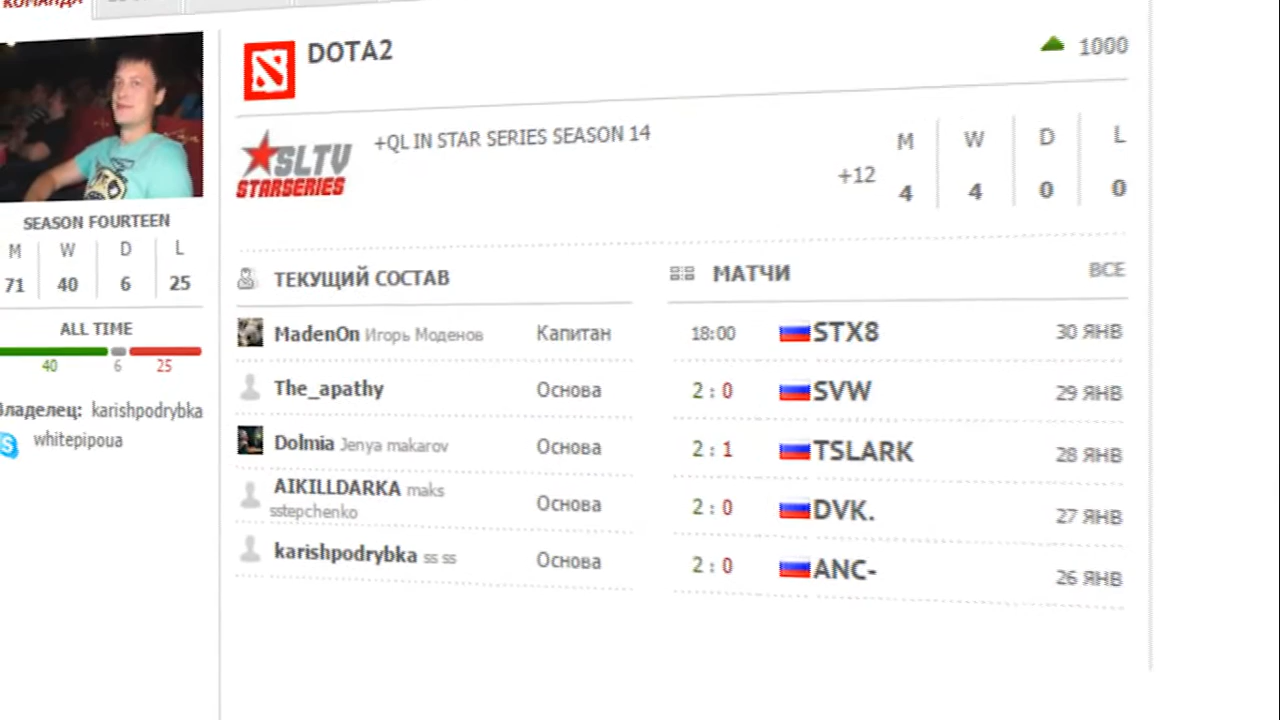 КОМАНДА
DOTA2
1000
SLTV
STARSERIES
+QL IN STAR SERIES SEASON 14
+12
M W D L
4 4 0 0
SEASON FOURTEEN
M W D L
71 40 6 25
ALL TIME
40 6 25
Владелец: karishpodrybka
whitepipoua
ТЕКУЩИЙ СОСТАВ
MadenOn Игорь Моденов Капитан
The_apathy Основа
Dolmia Jenya makarov Основа
AIKILLDARKA maks
sstepchenko Основа
karishpodrybka ss ss Основа
МАТЧИ ВСЕ
18:00 STX8 30 ЯНВ
2 : 0 SVW 29 ЯНВ
2 : 1 TSLARK 28 ЯНВ
2 : 0 DVK. 27 ЯНВ
2 : 0 ANC- 26 ЯНВ